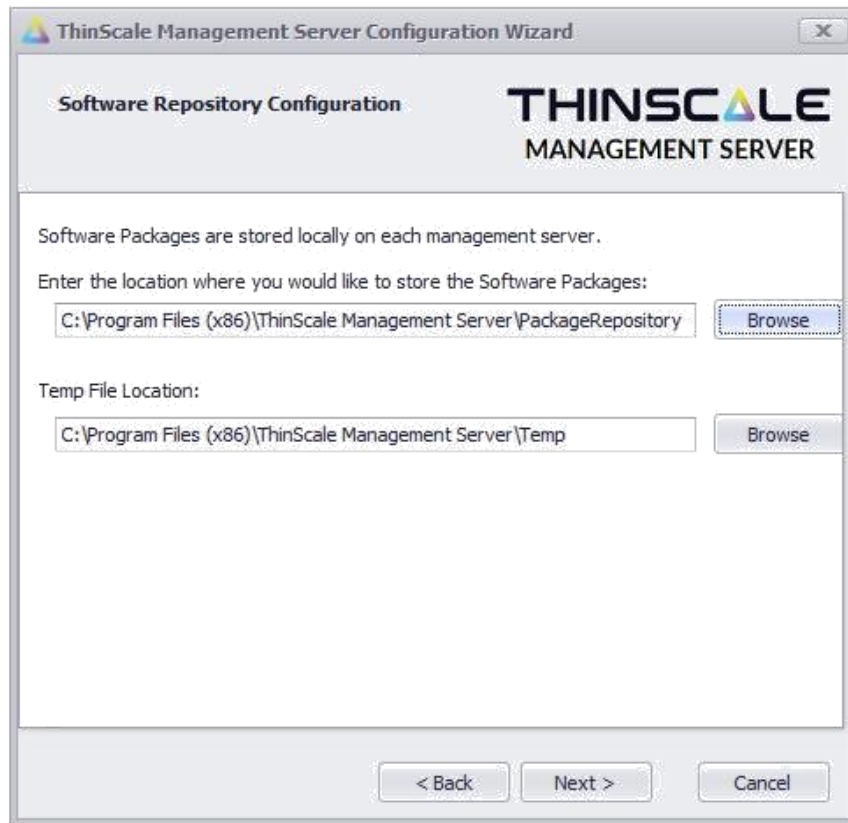 ThinScale Management Server Configuration Wizard
Software Repository Configuration
THINSCALE
MANAGEMENT SERVER
Software Packages are stored locally on each management server.
Enter the location where you would like to store the Software Packages:
C:\Program Files (x86)\ThinScale Management Server\PackageRepository
Browse
Temp File Location:
C:\Program Files (x86)\ThinScale Management Server\Temp
Browse
< Back
Next >
Cancel